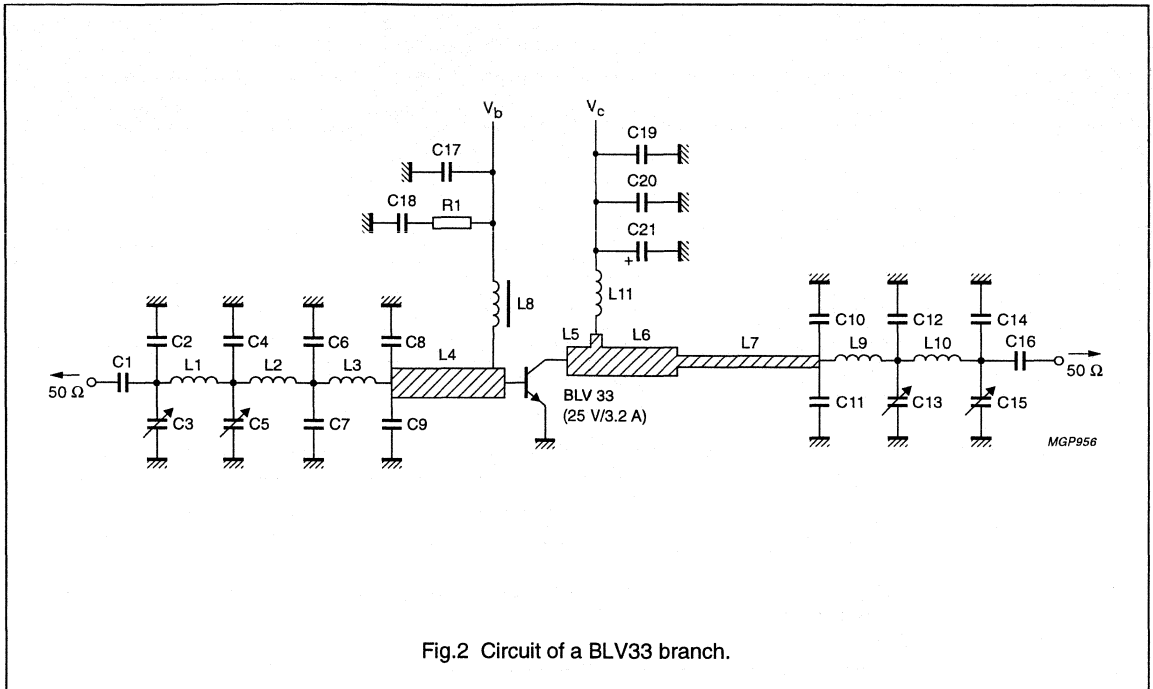 Vb
Vc
C17
C19
C18
R1
C20
C21
+
L8
L11
C2
C4
C6
C8
C10
C12
C14
L5
L6
L7
L1
L2
L3
L4
L9
L10
C1
C16
50 Ω
50 Ω
BLV 33
(25 V/3.2 A)
C3
C5
C7
C9
C11
C13
C15
MGP956
Fig.2 Circuit of a BLV33 branch.